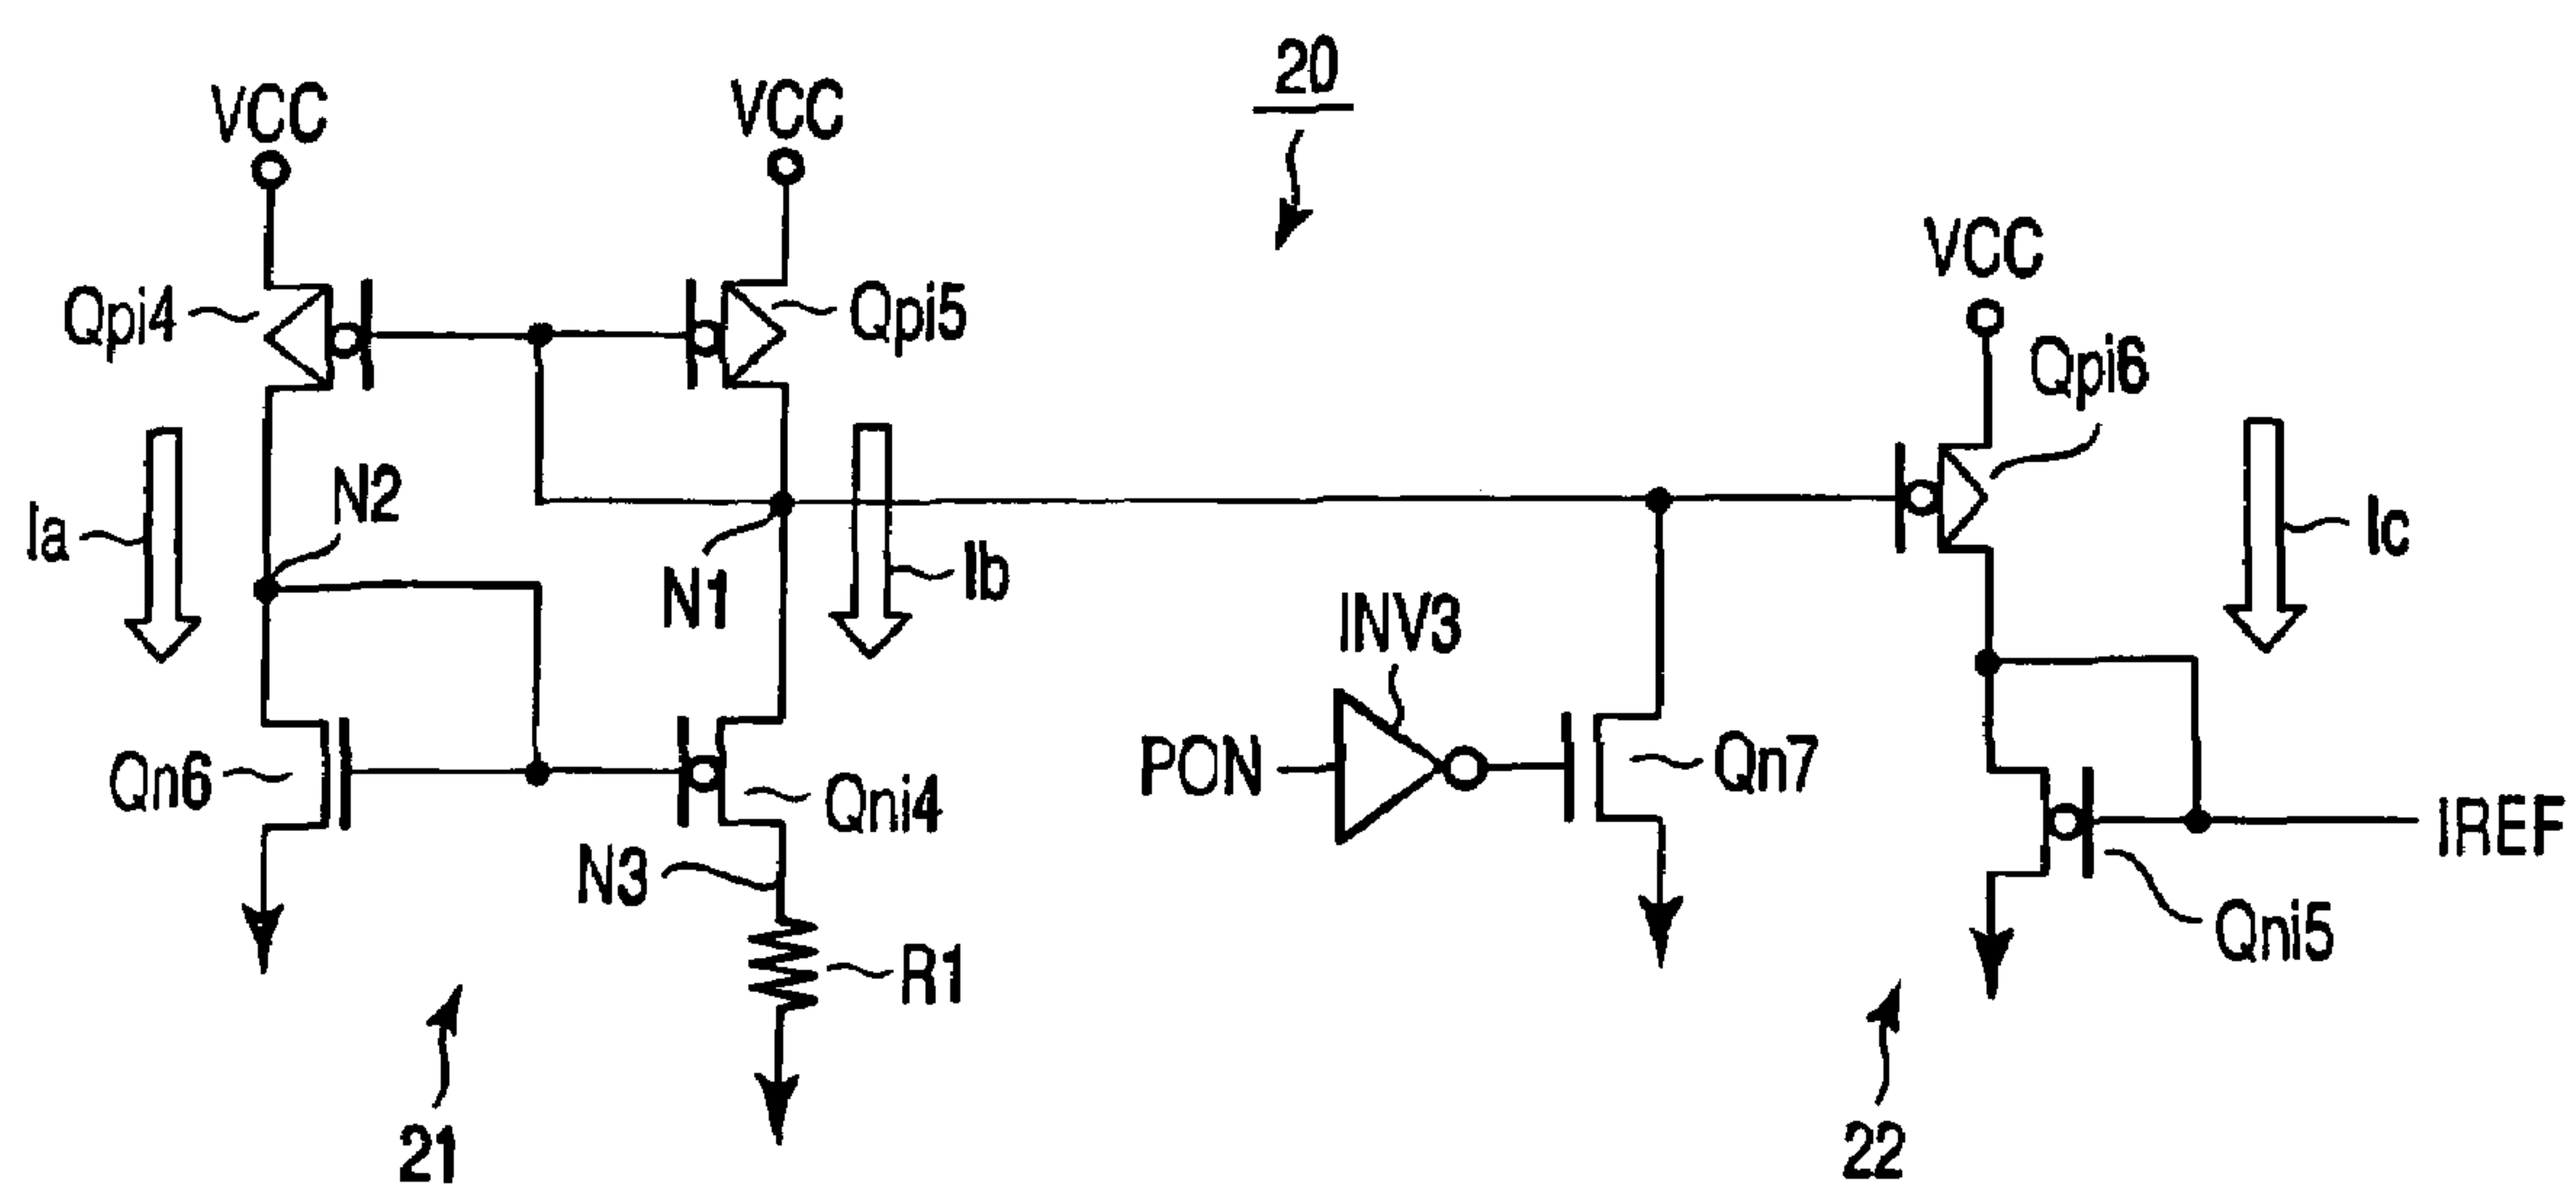 20
VCC
VCC
VCC
Qpi4
Qpi5
Qpi6
Ia
N2
N1
Ib
Ic
INV3
PON
Qn6
Qni4
Qn7
IREF
N3
R1
Qni5
21
22